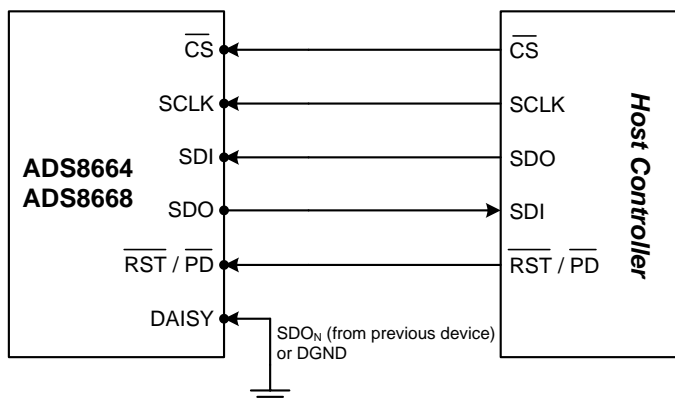 CS
CS
SCLK
SCLK
SDI
SDO
ADS8664
ADS8668
SDO
SDI
RST / PD
RST / PD
DAISY
SDON (from previous device)
or DGND
Host Controller